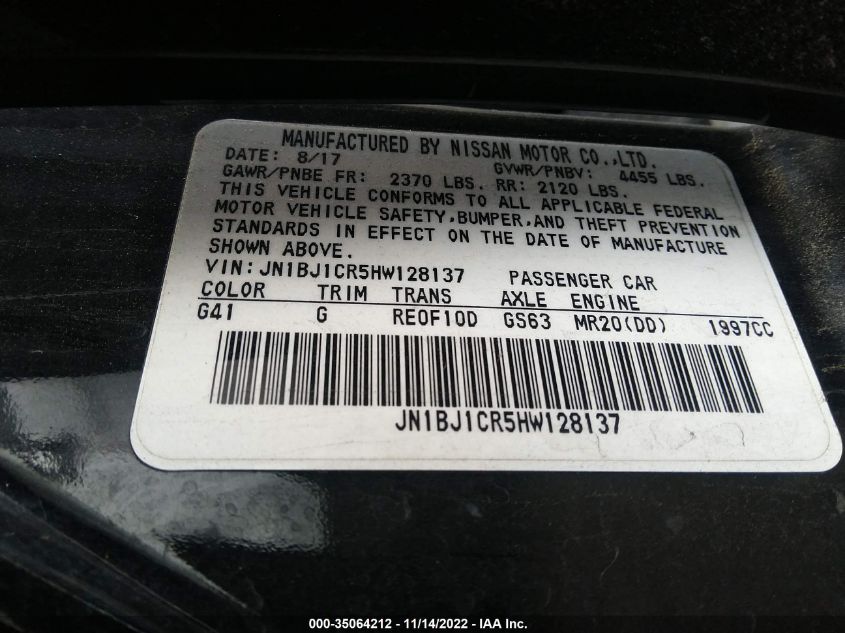 MANUFACTURED BY NISSAN MOTOR CO.,LTD.
DATE: 8/17 GVWR/PNBV: 4455 LBS.
GAWR/PNBE FR: 2370 LBS. RR: 2120 LBS.
THIS VEHICLE CONFORMS TO ALL APPLICABLE FEDERAL
MOTOR VEHICLE SAFETY,BUMPER,AND THEFT PREVENTION
STANDARDS IN EFFECT ON THE DATE OF MANUFACTURE
SHOWN ABOVE.
VIN:JN1BJ1CR5HW128137 PASSENGER CAR
COLOR TRIM TRANS AXLE ENGINE
G41 G RE0F10D GS63 MR20(DD) 1997CC
JN1BJ1CR5HW128137
000-35064212 - 11/14/2022 - IAA Inc.